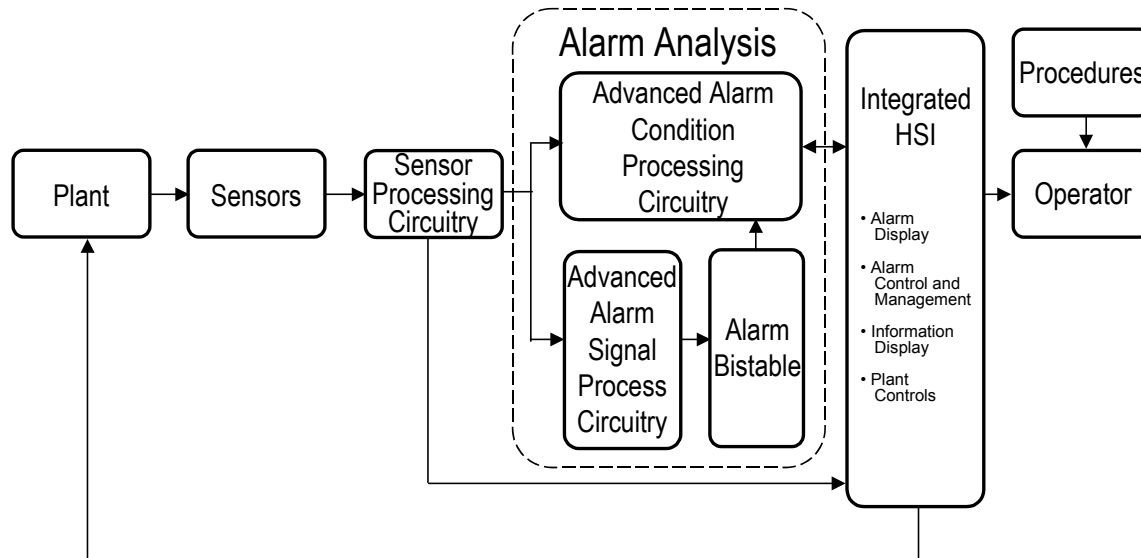 Alarm Analysis
Plant
Sensors
Sensor
Processing
Circuitry
Advanced Alarm
Condition
Processing
Circuitry
Advanced
Alarm
Signal
Process
Circuitry
Alarm
Bistable
Integrated
HSI
• Alarm
Display
• Alarm
Control and
Management
• Information
Display
• Plant
Controls
Procedures
Operator